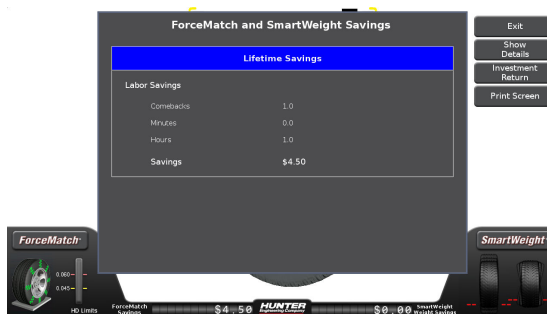 ForceMatch and SmartWeight Savings
Lifetime Savings
Labor Savings
Comebacks 1.0
Minutes 0.0
Hours 1.0
Savings $4.50
Exit
Show
Details
Investment
Return
Print Screen
ForceMatch
0.060
0.045
HD Limits
ForceMatch
Savings
$4.50
HUNTER
Engineering Company
$0.00
SmartWeight
Weight Savings
SmartWeight